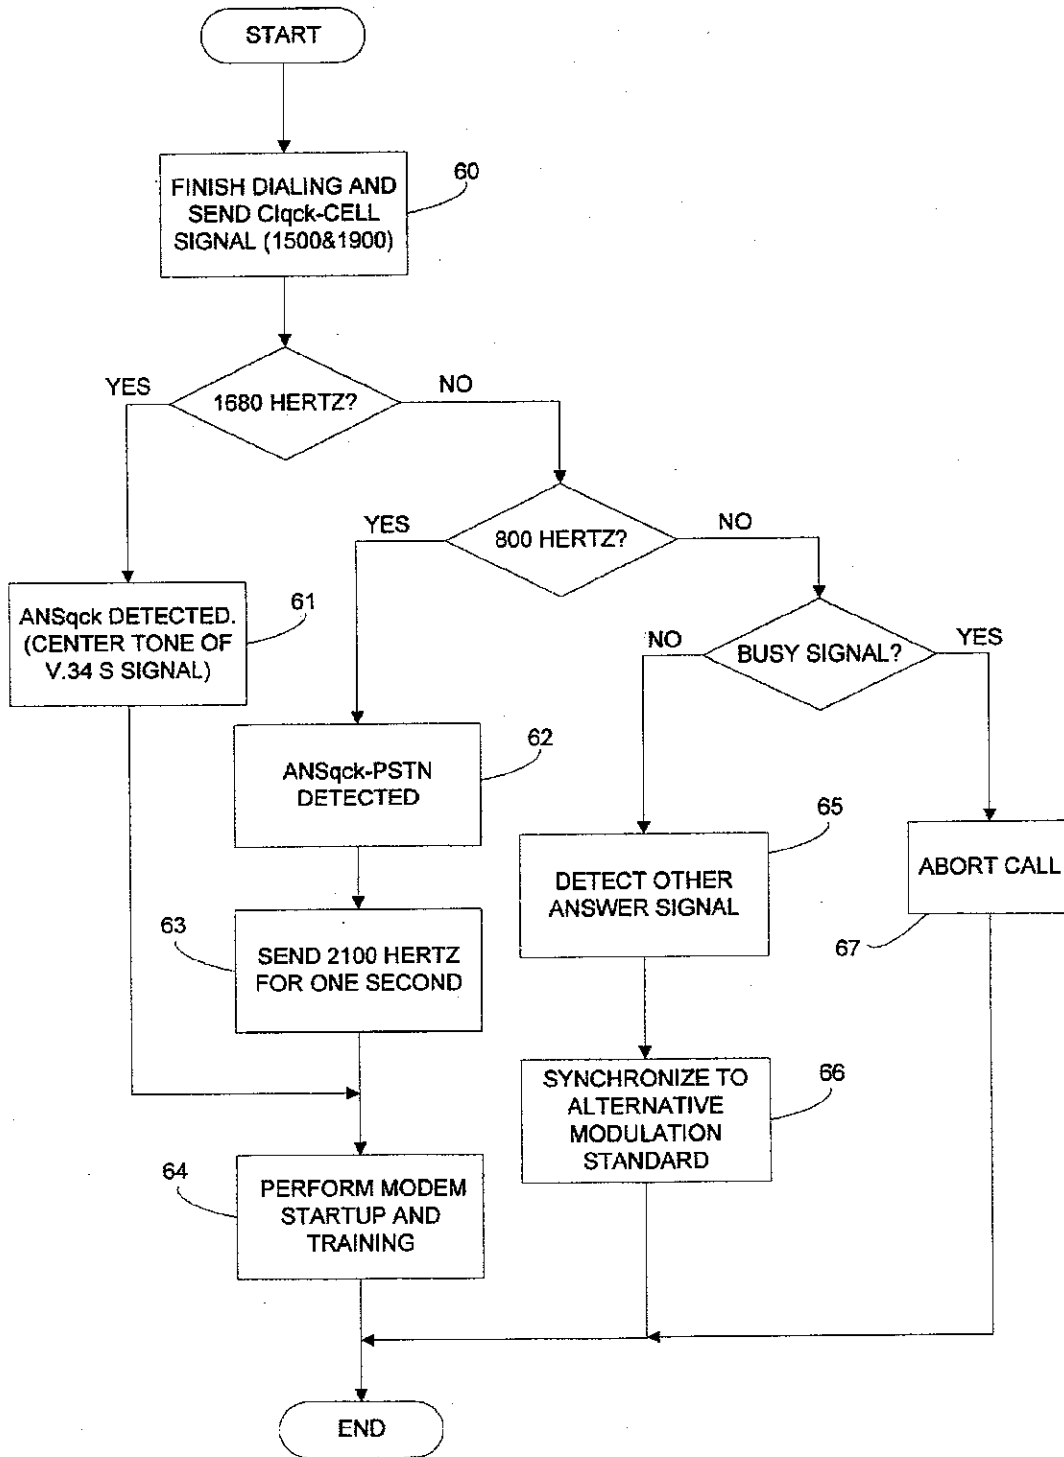 START
60
FINISH DIALING AND
SEND CIqck-CELL
SIGNAL (1500&1900)
YES
1680 HERTZ?
NO
YES
800 HERTZ?
NO
61
ANSqck DETECTED.
(CENTER TONE OF
V.34 S SIGNAL)
NO
BUSY SIGNAL?
YES
62
ANSqck-PSTN
DETECTED
65
DETECT OTHER
ANSWER SIGNAL
ABORT CALL
67
63
SEND 2100 HERTZ
FOR ONE SECOND
66
SYNCHRONIZE TO
ALTERNATIVE
MODULATION
STANDARD
64
PERFORM MODEM
STARTUP AND
TRAINING
END